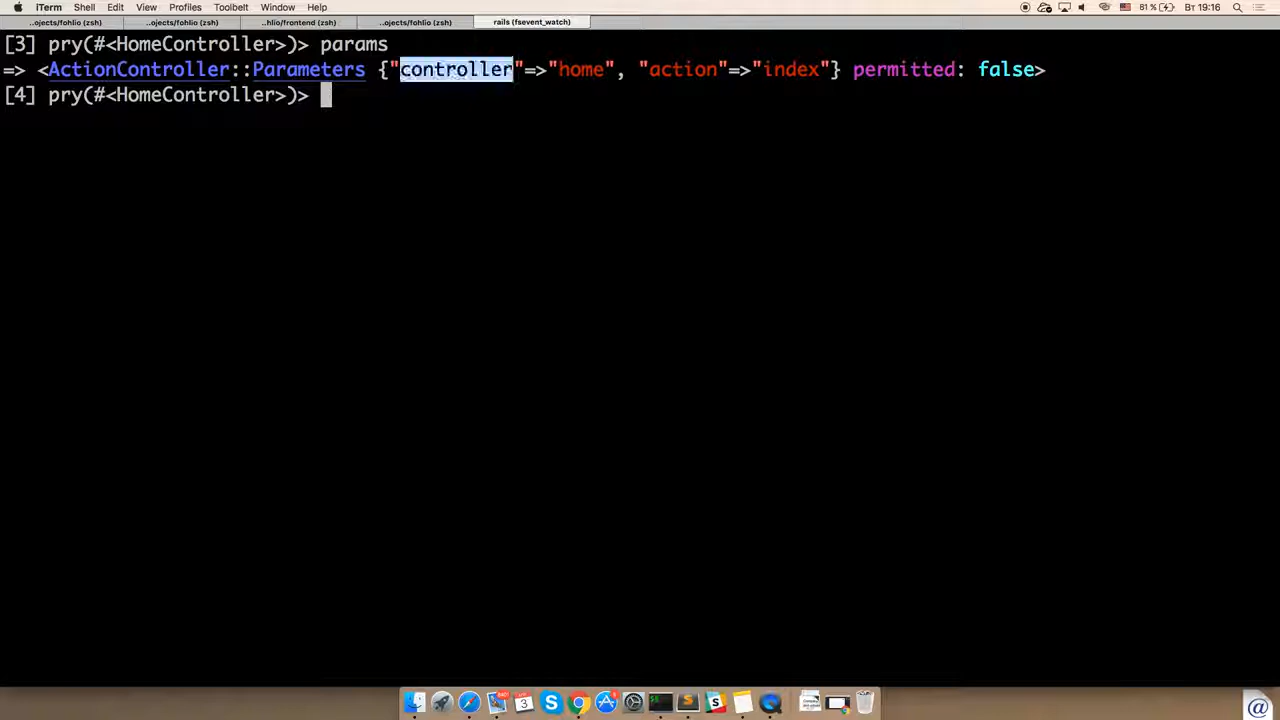 iTerm Shell Edit View Profiles Toolbelt Window Help 81 % Вт 19:16
..ojects/fohlio (zsh) ..ojects/fohlio (zsh) ..hlio/frontend (zsh) ..ojects/fohlio (zsh) rails (fsevent_watch)
[3] pry(#<HomeController>)> params
=> <ActionController::Parameters {"controller"=>"home", "action"=>"index"} permitted: false>
[4] pry(#<HomeController>)>
3
@